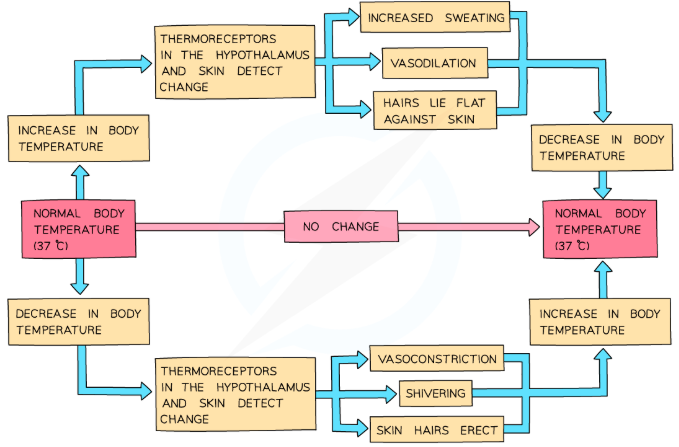 INCREASED SWEATING
THERMORECEPTORS
IN THE HYPOTHALAMUS
AND SKIN DETECT
CHANGE
VASODILATION
HAIRS LIE FLAT
AGAINST SKIN
INCREASE IN BODY
TEMPERATURE
DECREASE IN BODY
TEMPERATURE
NORMAL BODY
TEMPERATURE
(37 ℃)
NO CHANGE
NORMAL BODY
TEMPERATURE
(37 ℃)
DECREASE IN BODY
TEMPERATURE
INCREASE IN BODY
TEMPERATURE
THERMORECEPTORS
IN THE HYPOTHALAMUS
AND SKIN DETECT
CHANGE
VASOCONSTRICTION
SHIVERING
SKIN HAIRS ERECT